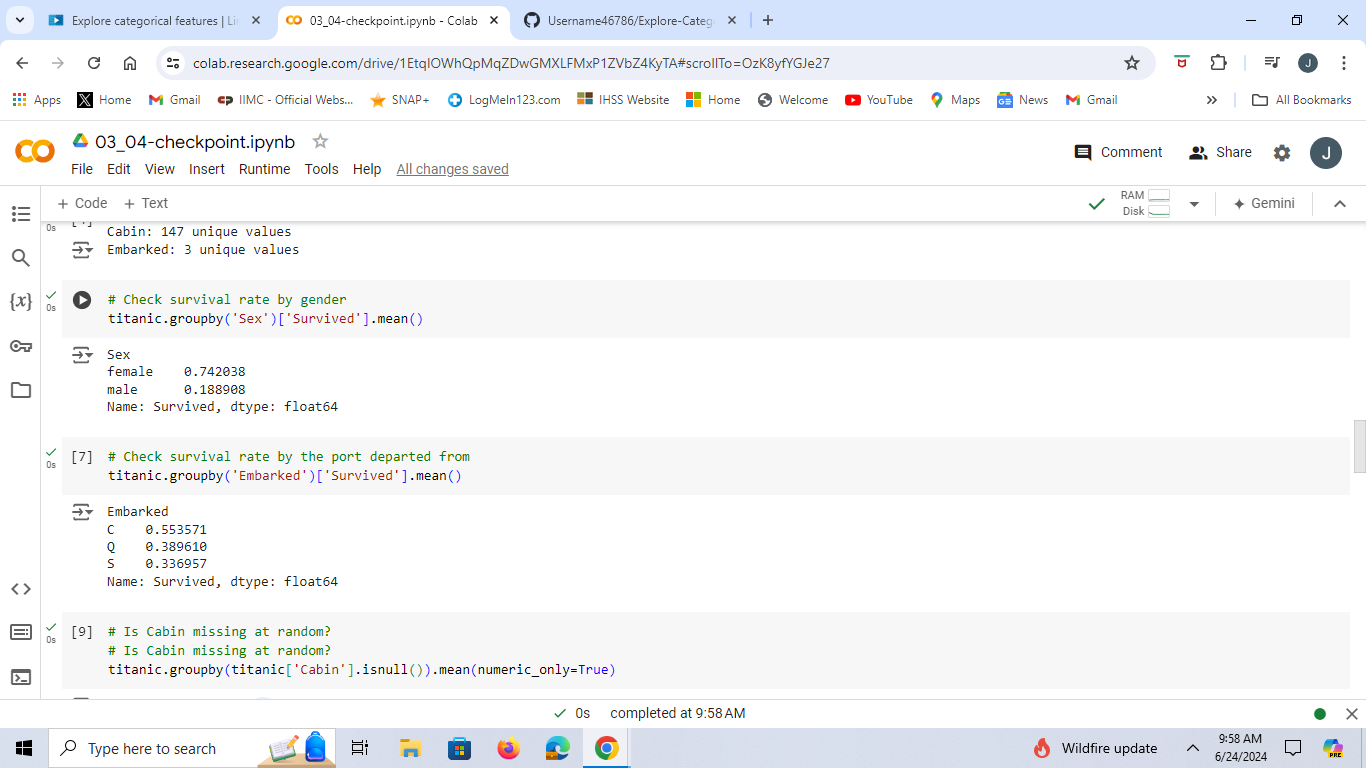 Explore categorical features | Li
03_04-checkpoint.ipynb - Colab
Username46786/Explore-Categ
colab.research.google.com/drive/1EtqIOWhQpMqZDwGMXLFMxP1ZVbZ4KyTA#scrollTo=OzK8yfYGJe27
J
Apps
Home
Gmail
IIMC - Official Webs...
SNAP+
LogMeIn123.com
IHSS Website
Home
Welcome
YouTube
Maps
News
Gmail
All Bookmarks
03_04-checkpoint.ipynb
File Edit View Insert Runtime Tools Help All changes saved
Comment
Share
J
+ Code + Text
RAM
Disk
Gemini
0s
Cabin: 147 unique values
Embarked: 3 unique values
0s
# Check survival rate by gender
titanic.groupby('Sex')['Survived'].mean()
Sex
female 0.742038
male 0.188908
Name: Survived, dtype: float64
0s
[7] # Check survival rate by the port departed from
titanic.groupby('Embarked')['Survived'].mean()
Embarked
C 0.553571
Q 0.389610
S 0.336957
Name: Survived, dtype: float64
0s
[9] # Is Cabin missing at random?
# Is Cabin missing at random?
titanic.groupby(titanic['Cabin'].isnull()).mean(numeric_only=True)
0s completed at 9:58 AM
Type here to search
Wildfire update
9:58 AM
6/24/2024
PRE